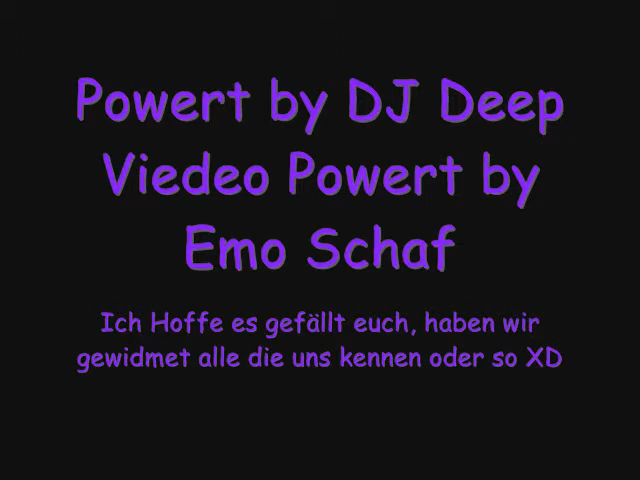 Powert by DJ Deep
Viedeo Powert by
Emo Schaf
Ich Hoffe es gefällt euch, haben wir
gewidmet alle die uns kennen oder so XD